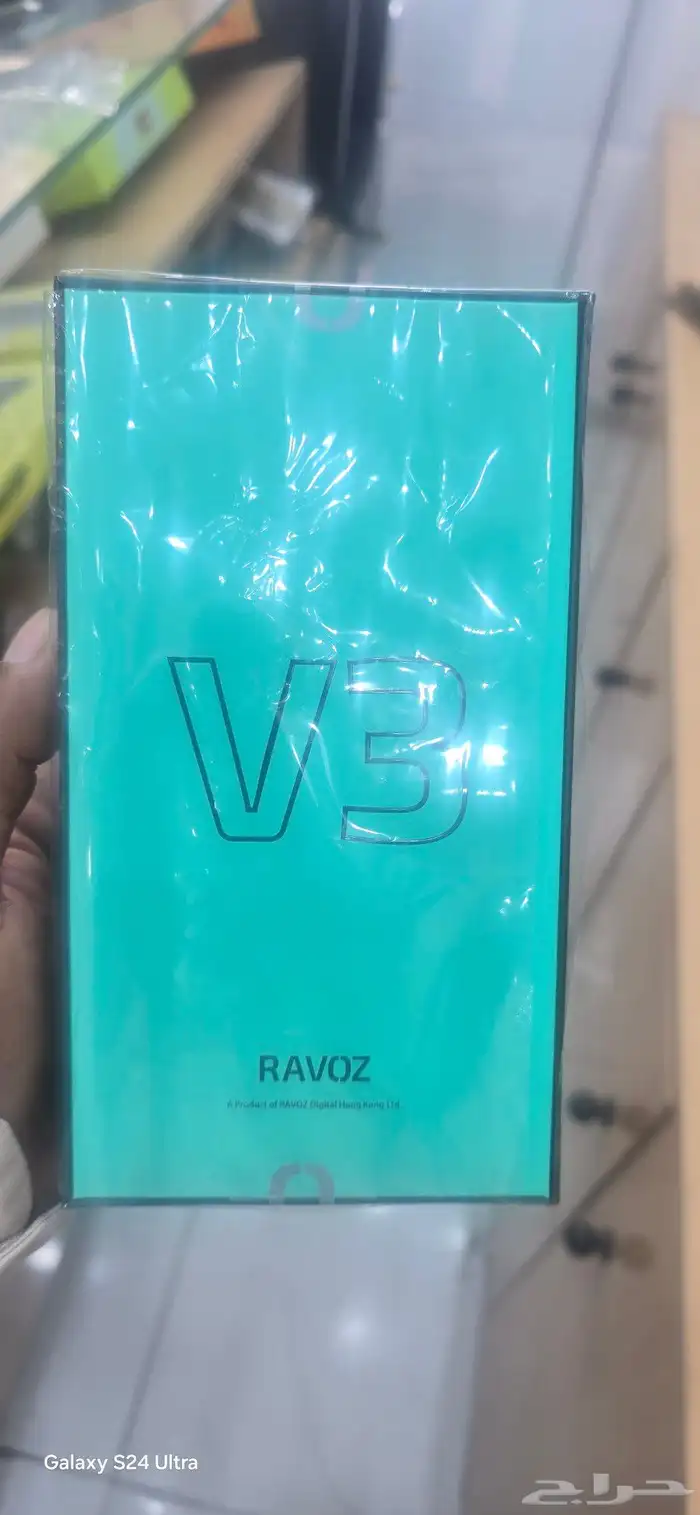 V3
RAVOZ
A Product of RAVOZ Digital Hong Kong Ltd.
Galaxy S24 Ultra
حراج